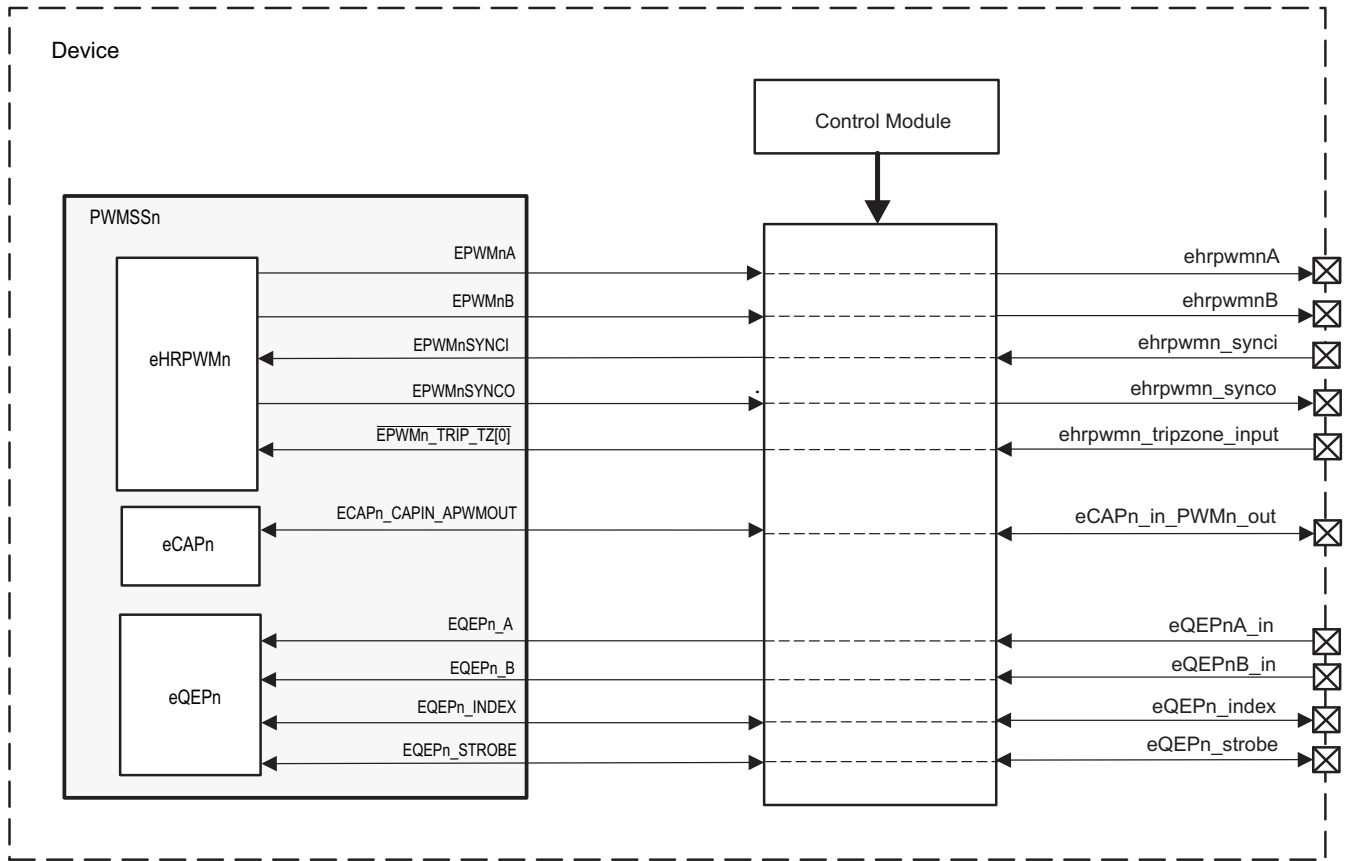 Device
Control Module
PWMSSn
EPWMnA
ehrpwmnA
EPWMnB
ehrpwmnB
eHRPWMn
EPWMnSYNCI
ehrpwmn_synci
EPWMnSYNCO
ehrpwmn_synco
EPWMn_TRIP_TZ[0]
ehrpwmn_tripzone_input
eCAPn
ECAPn_CAPIN_APWMOUT
eCAPn_in_PWMn_out
EQEPn_A
eQEPnA_in
EQEPn_B
eQEPnB_in
eQEPn
EQEPn_INDEX
eQEPn_index
EQEPn_STROBE
eQEPn_strobe